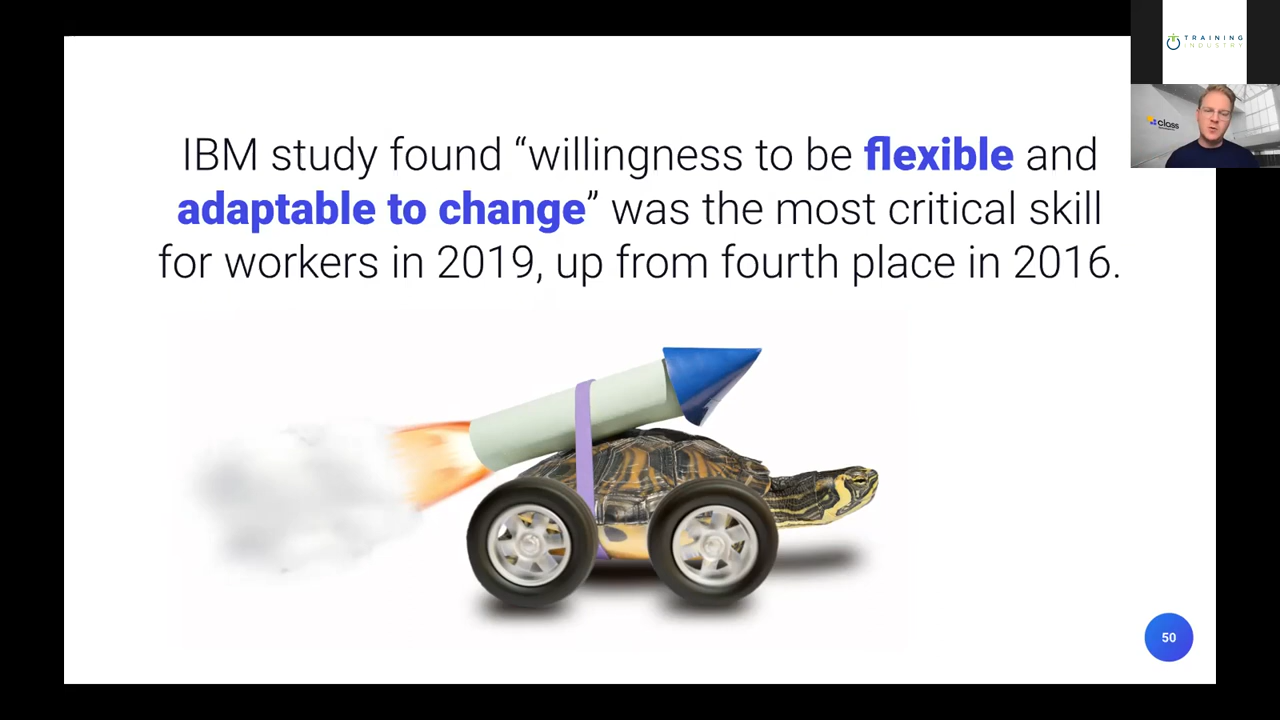 TRAINING
INDUSTRY
class
IBM study found “willingness to be flexible and
adaptable to change” was the most critical skill
for workers in 2019, up from fourth place in 2016.
50